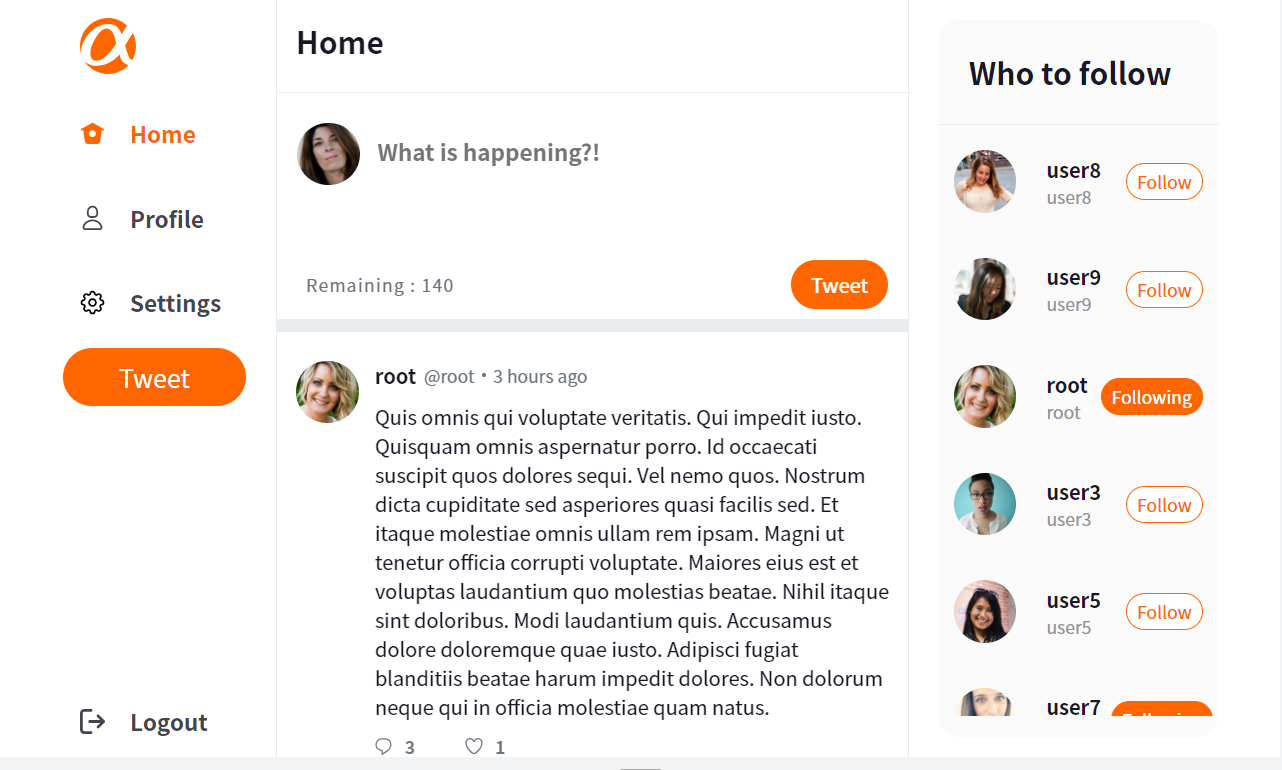 Home
Profile
Settings
Tweet
Logout
Home
What is happening?!
Remaining : 140
Tweet
root @root • 3 hours ago
Quis omnis qui voluptate veritatis. Qui impedit iusto.
Quisquam omnis aspernatur porro. Id occaecati
suscipit quos dolores sequi. Vel nemo quos. Nostrum
dicta cupiditate sed asperiores quasi facilis sed. Et
itaque molestiae omnis ullam rem ipsam. Magni ut
tenetur officia corrupti voluptate. Maiores eius est et
voluptas laudantium quo molestias beatae. Nihil itaque
sint doloribus. Modi laudantium quis. Accusamus
dolore doloremque quae iusto. Adipisci fugiat
blanditiis beatae harum impedit dolores. Non dolorum
neque qui in officia molestiae quam natus.
3 1
Who to follow
user8
user8
Follow
user9
user9
Follow
root
root
Following
user3
user3
Follow
user5
user5
Follow
user7
Following